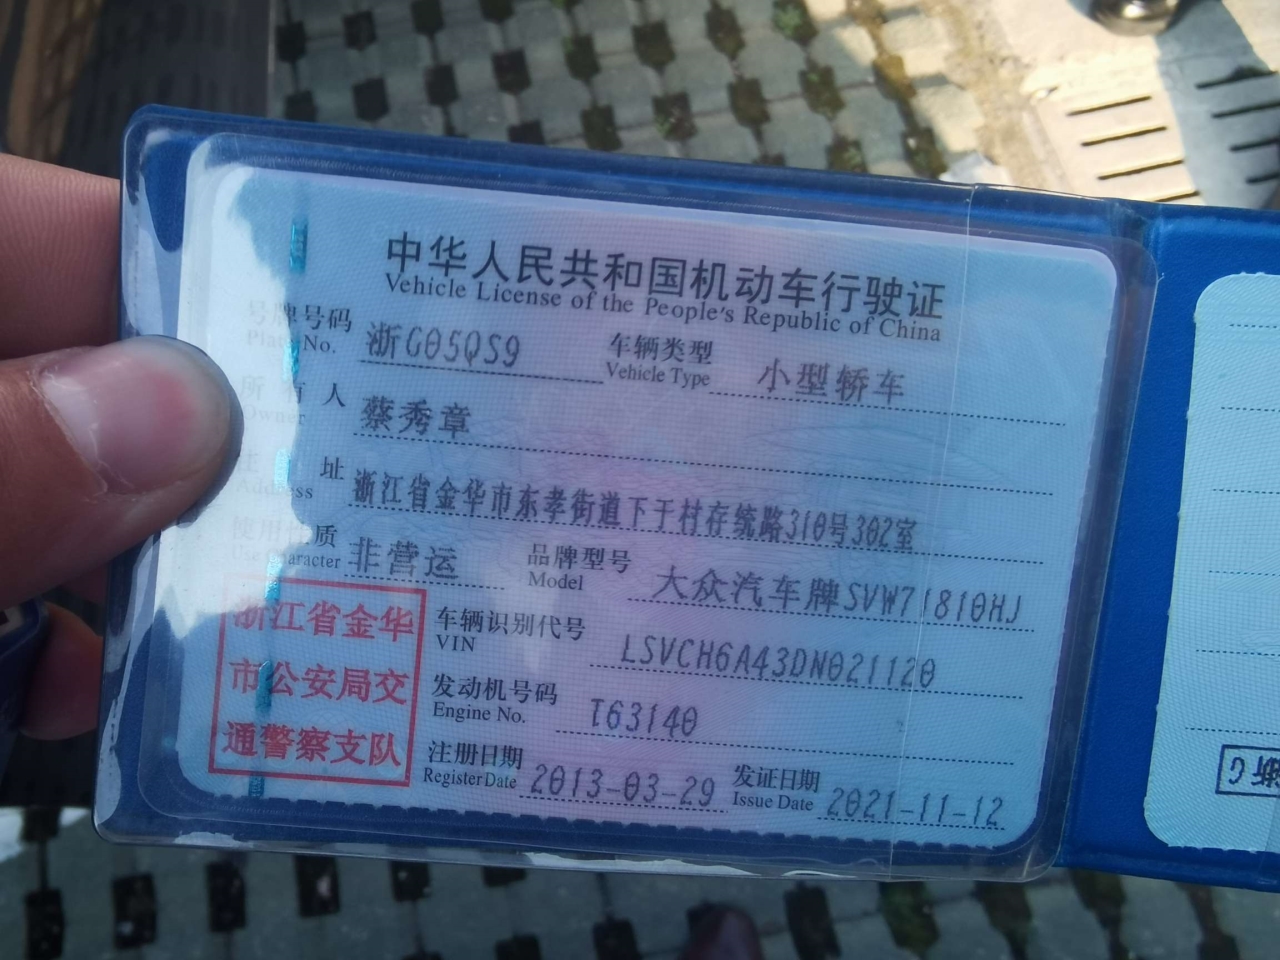 中华人民共和国机动车行驶证
Vehicle License of the People's Republic of China
号牌号码 浙G05QS9 车辆类型 小型轿车
Plate No. Vehicle Type
所有人 蔡秀章
Owner
住址 浙江省金华市东孝街道下于村存统路310号302室
Address
使用性质 非营运 品牌型号 大众汽车牌SVW71810HJ
Use Character Model
浙江省金华
市公安局交
通警察支队
车辆识别代号 LSVCH6A43DN021120
VIN
发动机号码 T63140
Engine No.
注册日期 2013-03-29 发证日期 2021-11-12
Register Date Issue Date
浙G